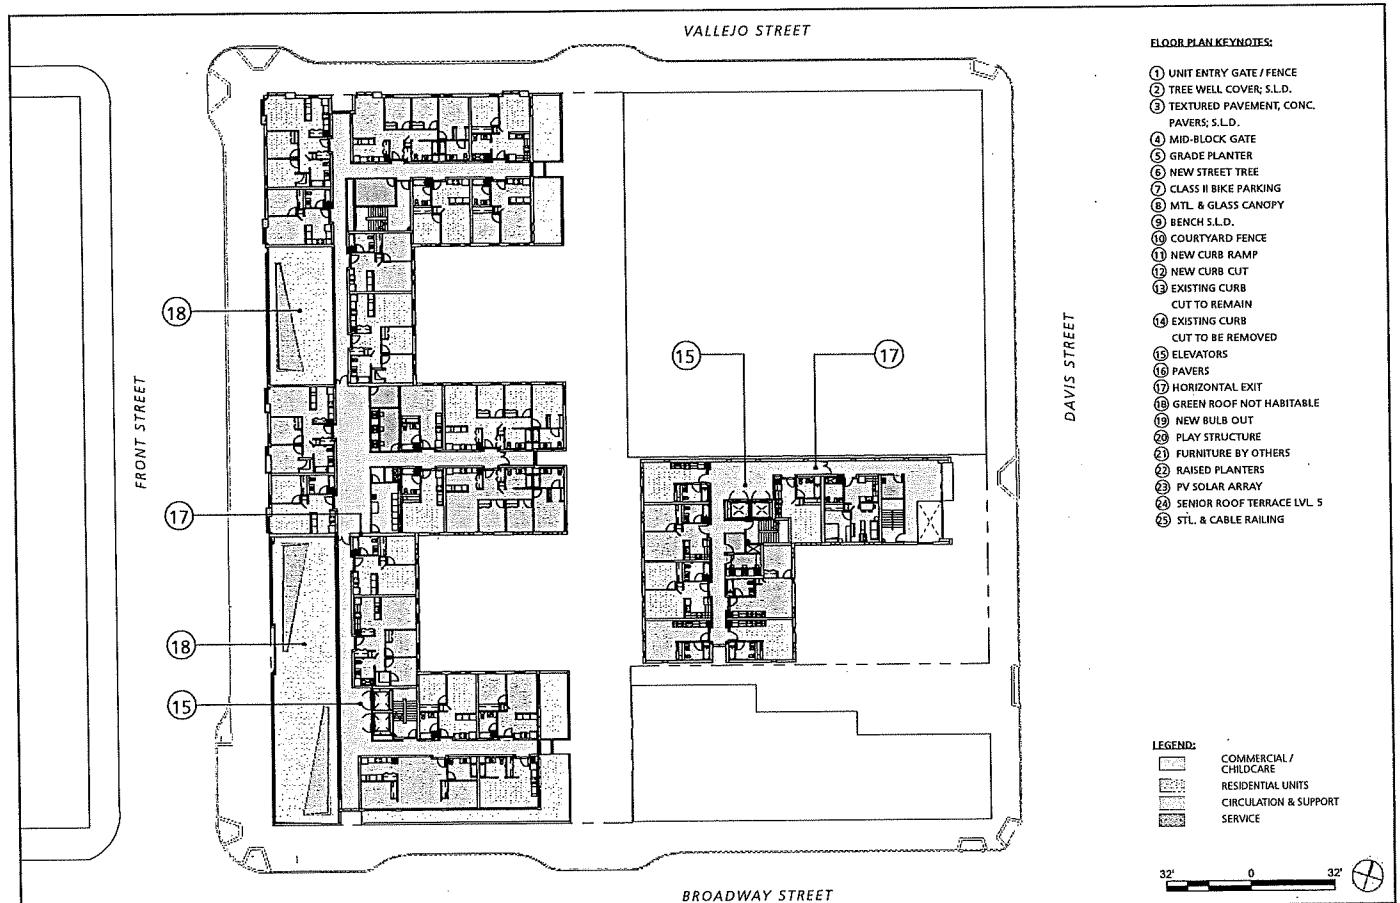 VALLEJO STREET
FLOOR PLAN KEYNOTES:
1 UNIT ENTRY GATE / FENCE
2 TREE WELL COVER; S.L.D.
3 TEXTURED PAVEMENT, CONC.
PAVERS; S.L.D.
4 MID-BLOCK GATE
5 GRADE PLANTER
6 NEW STREET TREE
7 CLASS II BIKE PARKING
8 MTL. & GLASS CANOPY
9 BENCH S.L.D.
10 COURTYARD FENCE
11 NEW CURB RAMP
12 NEW CURB CUT
13 EXISTING CURB
CUT TO REMAIN
14 EXISTING CURB
CUT TO BE REMOVED
15 ELEVATORS
16 PAVERS
17 HORIZONTAL EXIT
18 GREEN ROOF NOT HABITABLE
19 NEW BULB OUT
20 PLAY STRUCTURE
21 FURNITURE BY OTHERS
22 RAISED PLANTERS
23 PV SOLAR ARRAY
24 SENIOR ROOF TERRACE LVL. 5
25 STL. & CABLE RAILING
18
15
17
FRONT STREET
DAVIS STREET
17
18
15
LEGEND:
COMMERCIAL /
CHILDCARE
RESIDENTIAL UNITS
CIRCULATION & SUPPORT
SERVICE
32' 0 32'
BROADWAY STREET